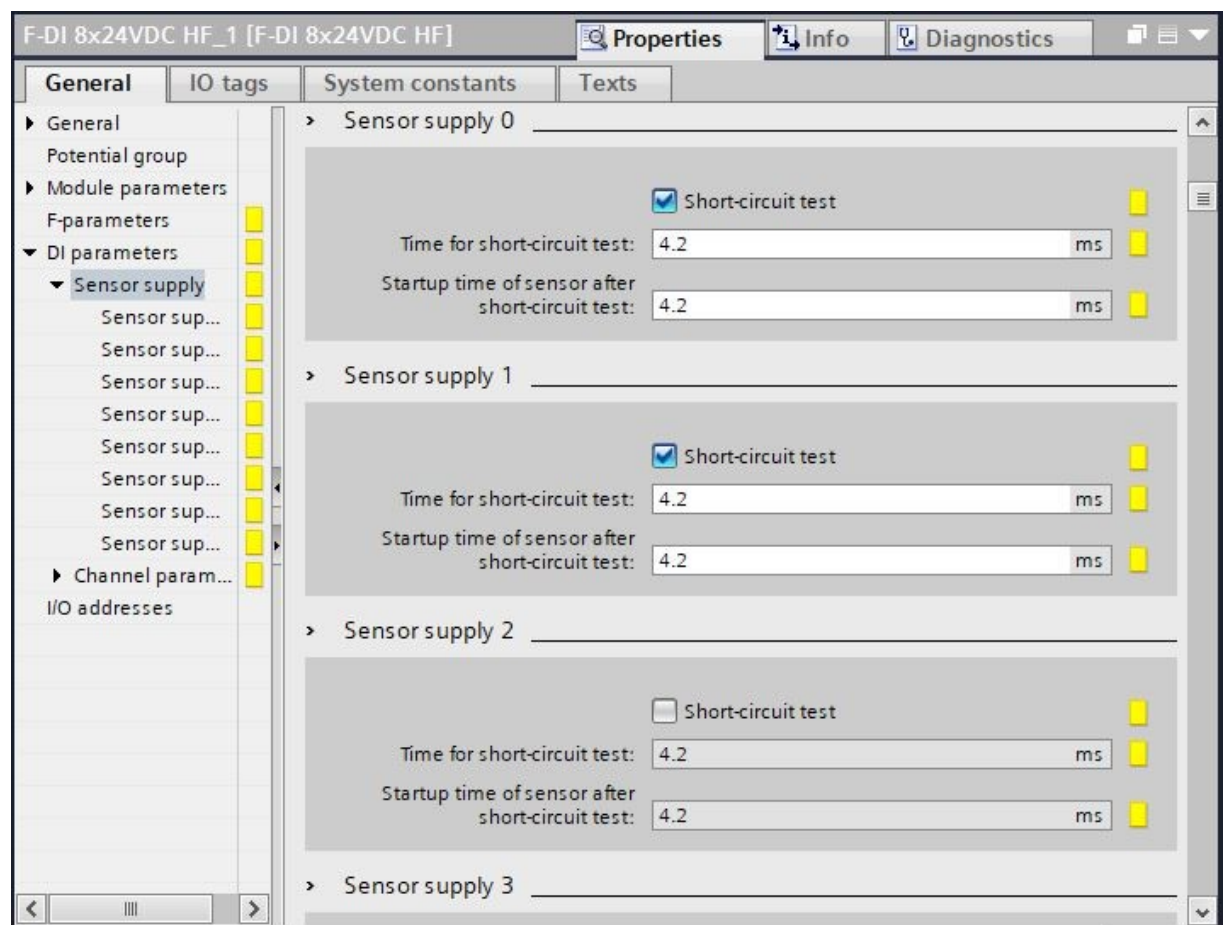 F-DI 8x24VDC HF_1 [F-DI 8x24VDC HF]
Properties
Info
Diagnostics
General
IO tags
System constants
Texts
General
Potential group
Module parameters
F-parameters
DI parameters
Sensor supply
Sensor sup...
Sensor sup...
Sensor sup...
Sensor sup...
Sensor sup...
Sensor sup...
Sensor sup...
Sensor sup...
Channel param...
I/O addresses
Sensor supply 0
Short-circuit test
Time for short-circuit test: 4.2 ms
Startup time of sensor after
short-circuit test: 4.2 ms
Sensor supply 1
Short-circuit test
Time for short-circuit test: 4.2 ms
Startup time of sensor after
short-circuit test: 4.2 ms
Sensor supply 2
Short-circuit test
Time for short-circuit test: 4.2 ms
Startup time of sensor after
short-circuit test: 4.2 ms
Sensor supply 3